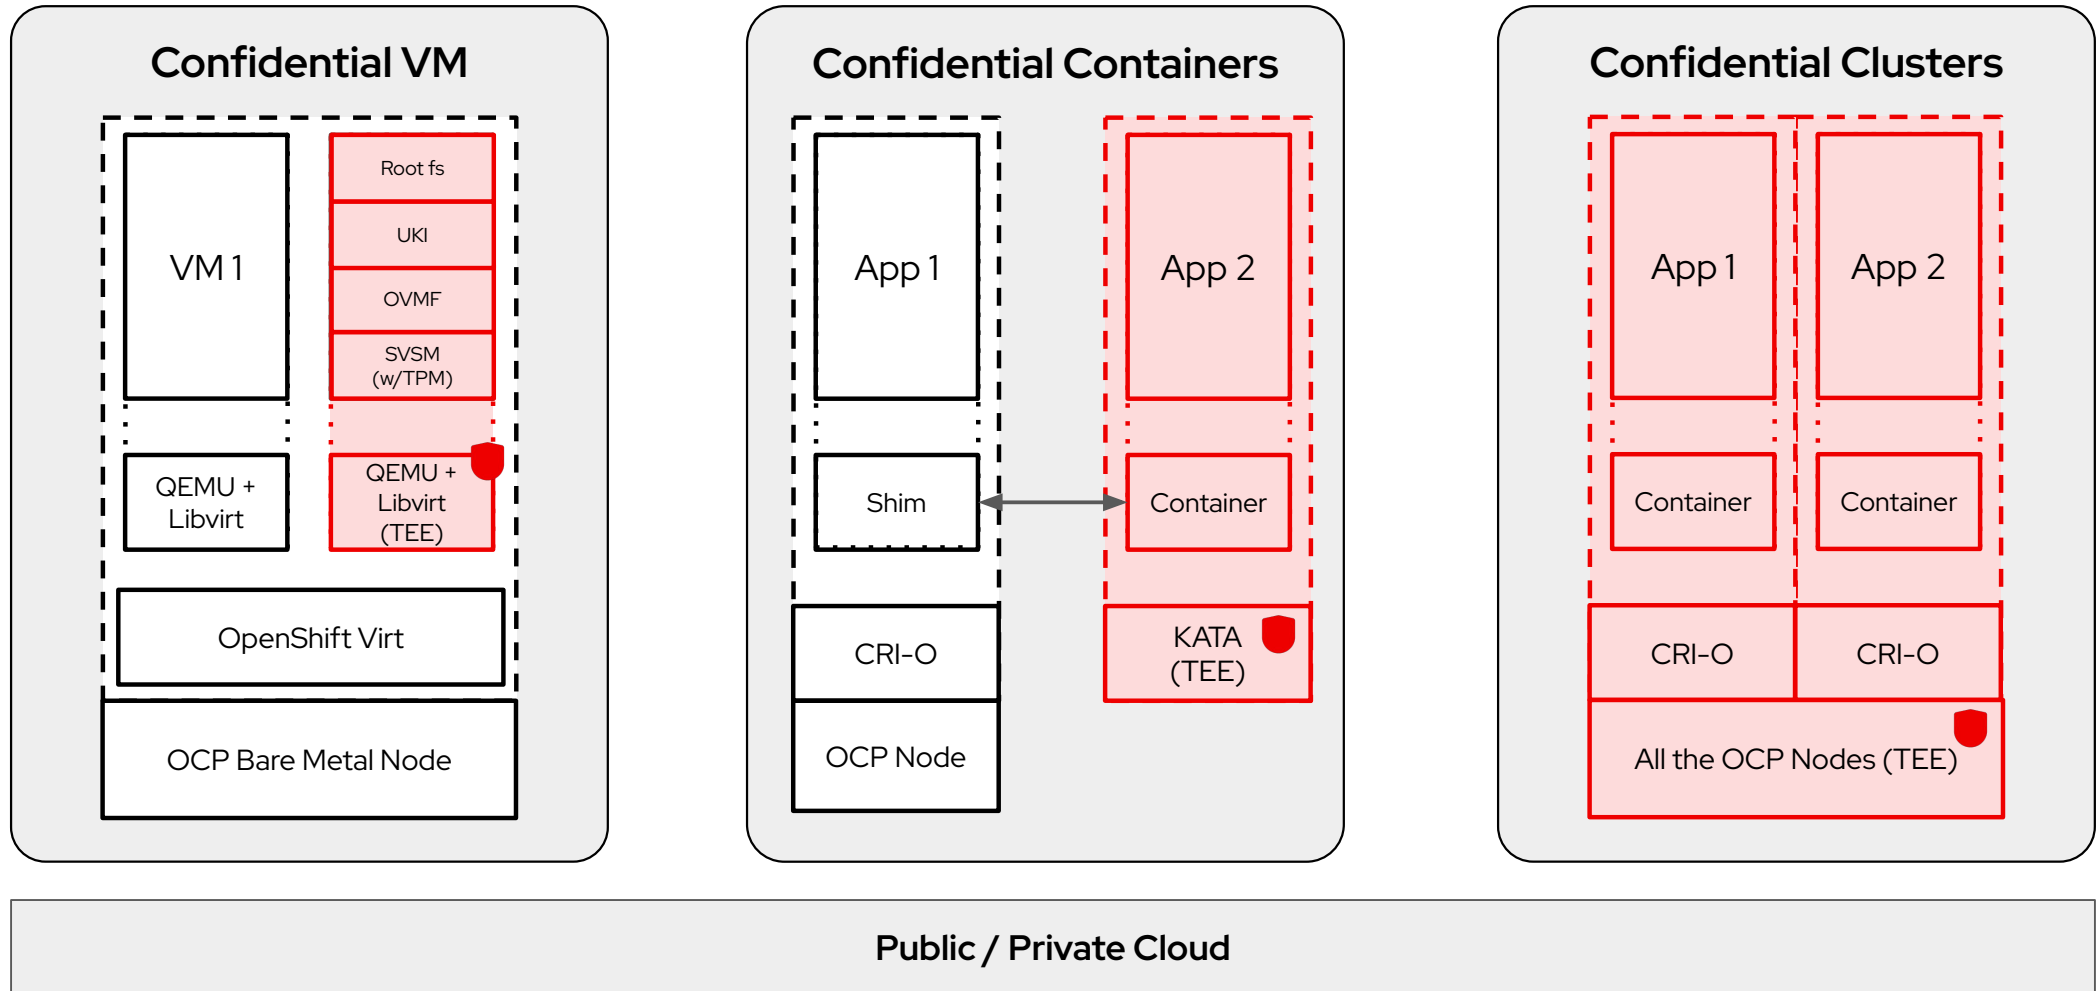 Confidential VM
VM 1
Root fs
UKI
OVMF
SVSM
(w/TPM)
QEMU +
Libvirt
QEMU +
Libvirt
(TEE)
OpenShift Virt
OCP Bare Metal Node
Confidential Containers
App 1
App 2
Shim
Container
CRI-O
KATA
(TEE)
OCP Node
Confidential Clusters
App 1
App 2
Container
Container
CRI-O
CRI-O
All the OCP Nodes (TEE)
Public / Private Cloud